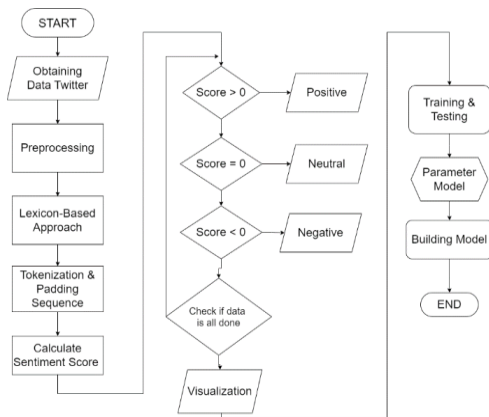 START
Obtaining
Data Twitter
Preprocessing
Lexicon-Based
Approach
Tokenization &
Padding
Sequence
Calculate
Sentiment Score
Score > 0
Positive
Score = 0
Neutral
Score < 0
Negative
Check if data
is all done
Visualization
Training &
Testing
Parameter
Model
Building Model
END